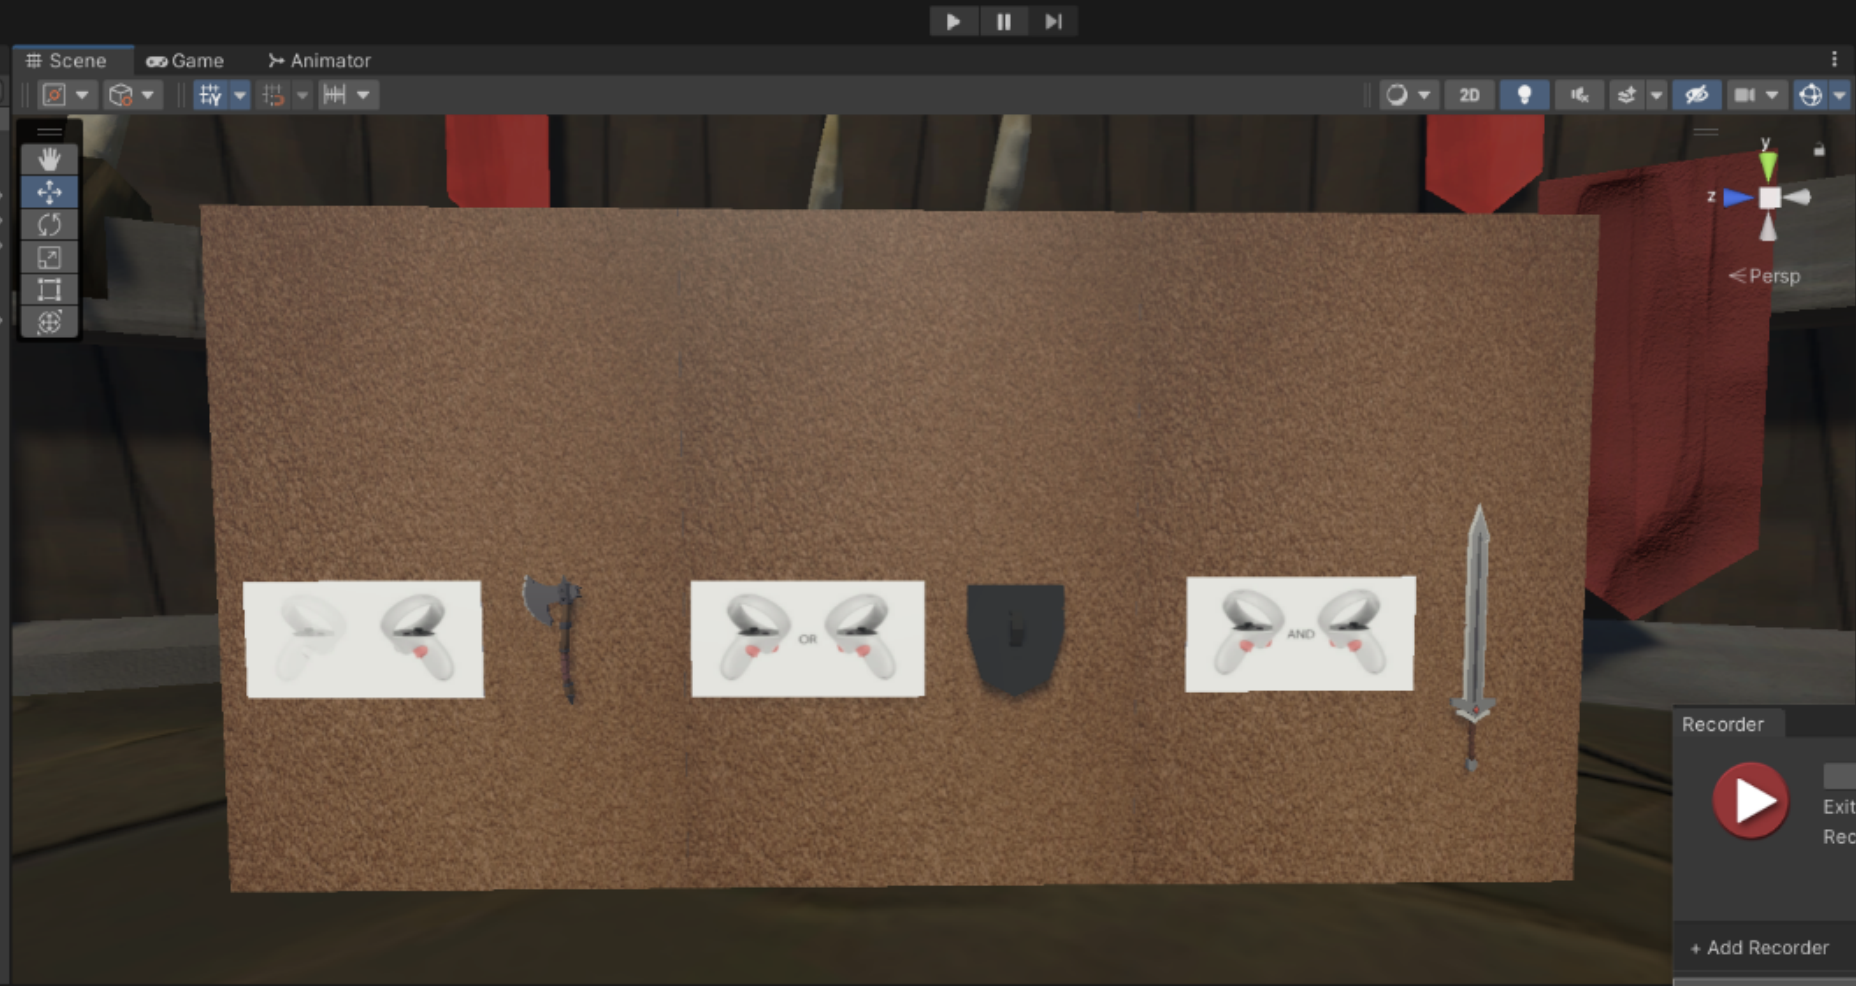 Scene
Game
Animator
2D
y
z
Persp
OR
AND
Recorder
Exit
Rec
+ Add Recorder